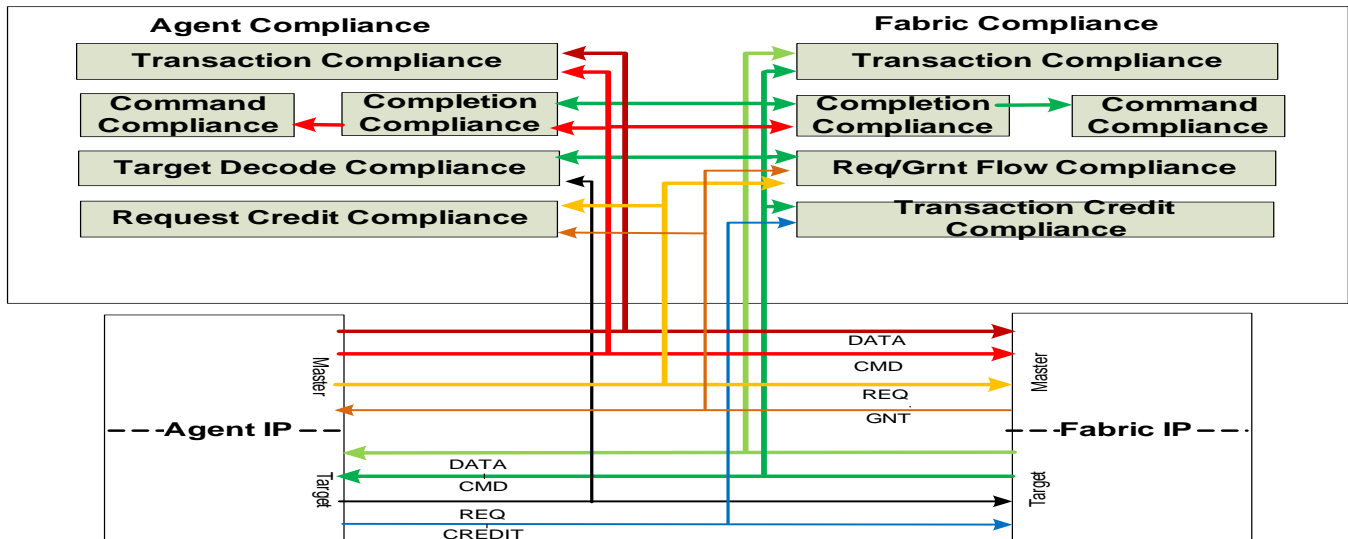 Agent Compliance
Fabric Compliance
Transaction Compliance
Transaction Compliance
Command
Compliance
Completion
Compliance
Completion
Compliance
Command
Compliance
Target Decode Compliance
Req/Grnt Flow Compliance
Request Credit Compliance
Transaction Credit
Compliance
Master
DATA
CMD
REQ
GNT
Master
Agent IP
Fabric IP
Target
DATA
CMD
REQ
CREDIT
Target